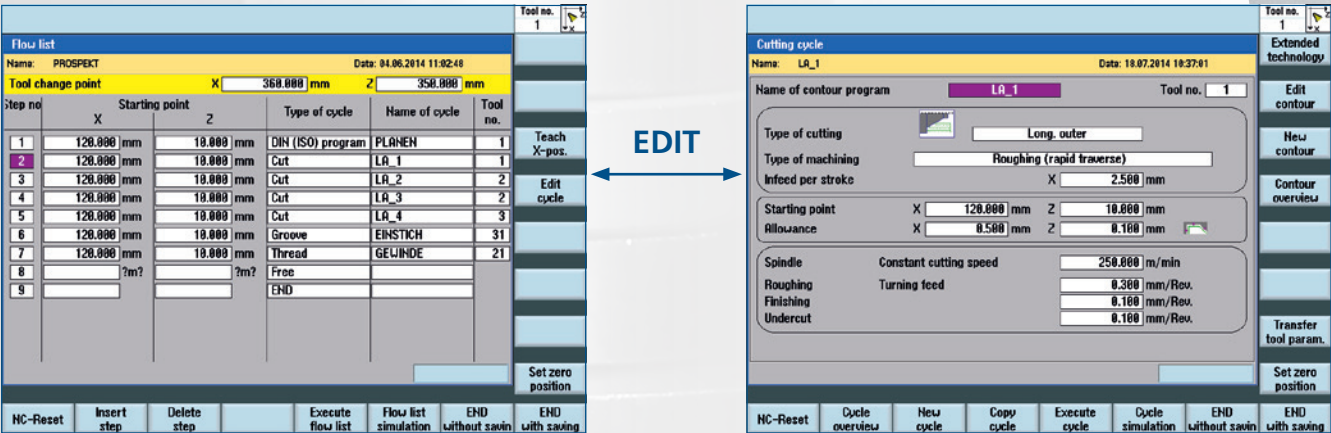 Tool no.
1
Flow list
Name: PROSPEKT Data: 04.06.2014 11:02:48
Tool change point X 360.000 mm Z 350.000 mm
Step no Starting point Type of cycle Name of cycle Tool no.
X Z
1 120.000 mm 10.000 mm DIN (ISO) program PLANEN 1
2 120.000 mm 10.000 mm Cut LA_1 1
3 120.000 mm 10.000 mm Cut LA_2 2
4 120.000 mm 10.000 mm Cut LA_3 2
5 120.000 mm 10.000 mm Cut LA_4 3
6 120.000 mm 10.000 mm Groove EINSTICH 31
7 120.000 mm 10.000 mm Thread GEWINDE 21
8 ?m? ?m? Free
9 END
Teach
X-pos.
Edit
cycle
Set zero
position
NC-Reset
Insert
step
Delete
step
Execute
flow list
Flow list
simulation
END
without savin
END
with saving
EDIT
Tool no.
1
Cutting cycle
Name: LA_1 Data: 18.07.2014 10:37:01
Name of contour program LA_1 Tool no. 1
Type of cutting Long. outer
Type of machining Roughing (rapid traverse)
Infeed per stroke X 2.500 mm
Starting point X 120.000 mm Z 10.000 mm
Allowance X 0.500 mm Z 0.100 mm
Spindle Constant cutting speed 250.000 m/min
Roughing Turning feed 0.300 mm/Rev.
Finishing 0.100 mm/Rev.
Undercut 0.100 mm/Rev.
Extended
technology
Edit
contour
New
contour
Contour
overview
Transfer
tool param.
Set zero
position
NC-Reset
Cycle
overview
New
cycle
Copy
cycle
Execute
cycle
Cycle
simulation
END
without savin
END
with saving